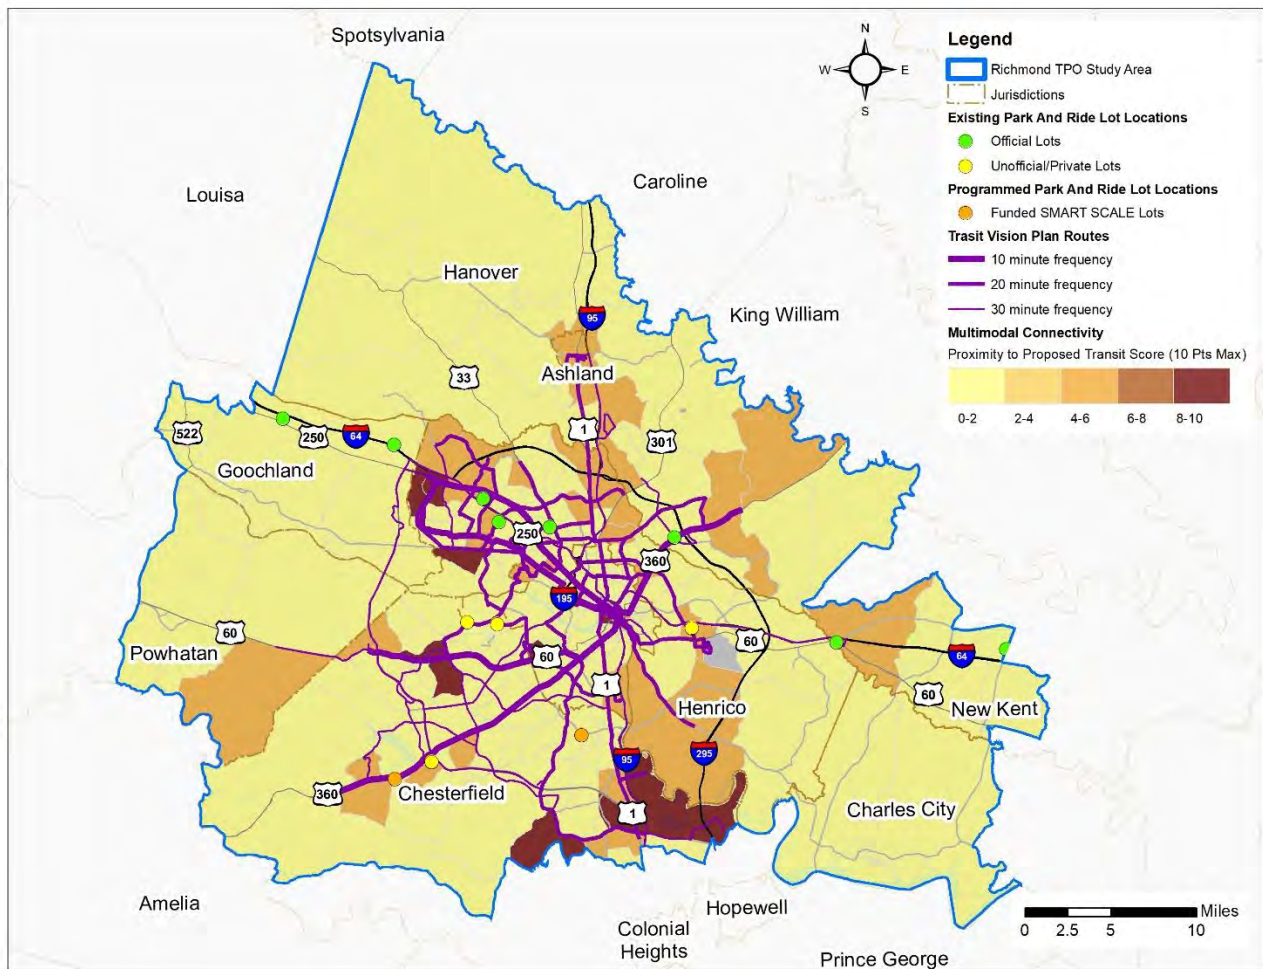 Spotsylvania
Louisa
Caroline
King William
Hanover
Ashland
Goochland
Powhatan
Henrico
New Kent
Chesterfield
Charles City
Amelia
Hopewell
Colonial
Heights
Prince George
N
W E
S
95
33
1
301
522
250
64
250
360
195
60
60
60
64
60
1
95
295
360
1
Legend
Richmond TPO Study Area
Jurisdictions
Existing Park And Ride Lot Locations
Official Lots
Unofficial/Private Lots
Programmed Park And Ride Lot Locations
Funded SMART SCALE Lots
Trasit Vision Plan Routes
10 minute frequency
20 minute frequency
30 minute frequency
Multimodal Connectivity
Proximity to Proposed Transit Score (10 Pts Max)
0-2 2-4 4-6 6-8 8-10
Miles
0 2.5 5 10